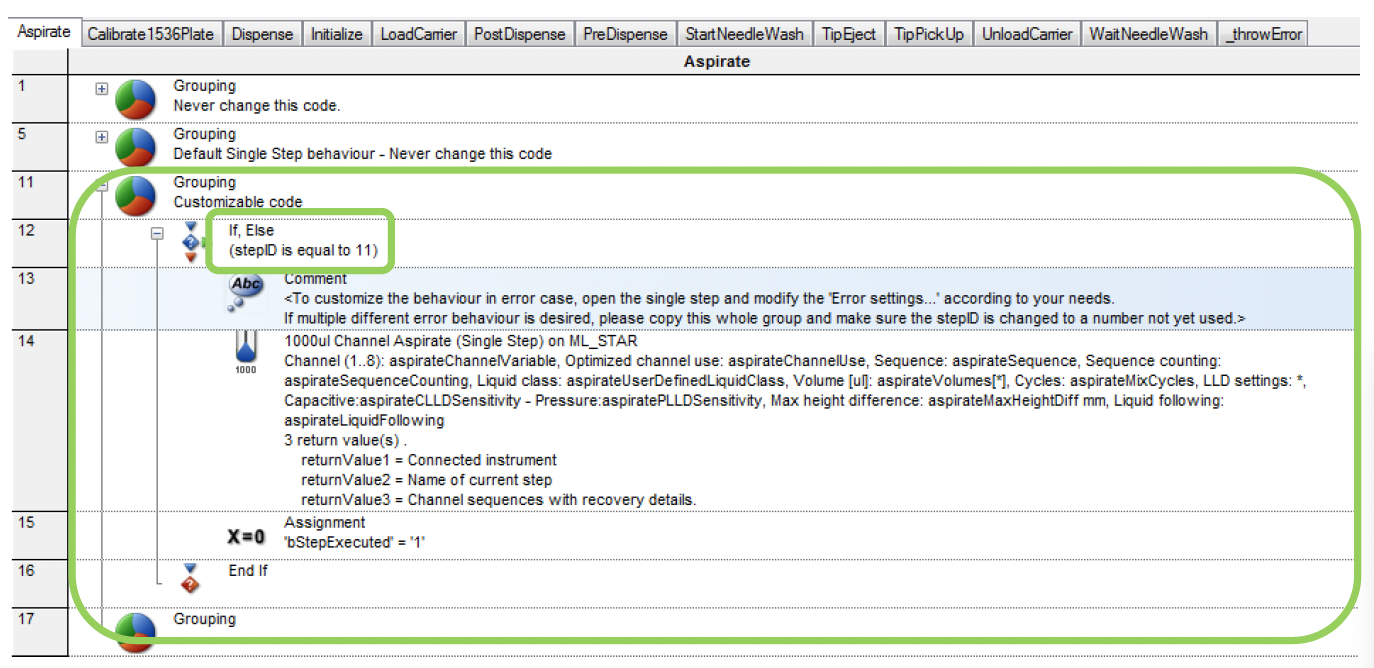 Aspirate Calibrate1536Plate Dispense Initialize LoadCarrier PostDispense PreDispense StartNeedleWash TipEject TipPickUp UnloadCarrier WaitNeedleWash _throwError
Aspirate
1 Grouping
Never change this code.
5 Grouping
Default Single Step behaviour - Never change this code
11 Grouping
Customizable code
12 If, Else
(stepID is equal to 11)
13 Abc Comment
<To customize the behaviour in error case, open the single step and modify the 'Error settings...' according to your needs.
If multiple different error behaviour is desired, please copy this whole group and make sure the stepID is changed to a number not yet used.>
14 1000ul Channel Aspirate (Single Step) on ML_STAR
1000 Channel (1..8): aspirateChannelVariable, Optimized channel use: aspirateChannelUse, Sequence: aspirateSequence, Sequence counting:
aspirateSequenceCounting, Liquid class: aspirateUserDefinedLiquidClass, Volume [ul]: aspirateVolumes[*], Cycles: aspirateMixCycles, LLD settings: *,
Capacitive:aspirateCLLDSensitivity - Pressure:aspiratePLLDSensitivity, Max height difference: aspirateMaxHeightDiff mm, Liquid following:
aspirateLiquidFollowing
3 return value(s) .
returnValue1 = Connected instrument
returnValue2 = Name of current step
returnValue3 = Channel sequences with recovery details.
15 X=0 Assignment
'bStepExecuted' = '1'
16 End If
17 Grouping